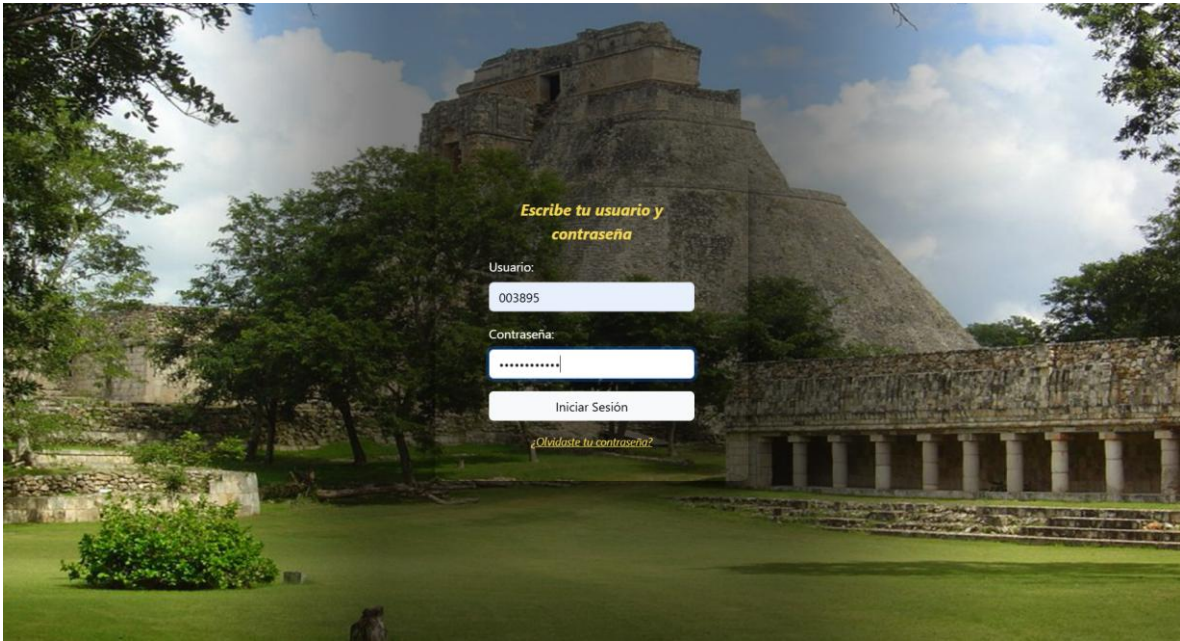 Escribe tu usuario y
contraseña
Usuario:
003895
Contraseña:
••••••••••••
Iniciar Sesión
¿Olvidaste tu contraseña?